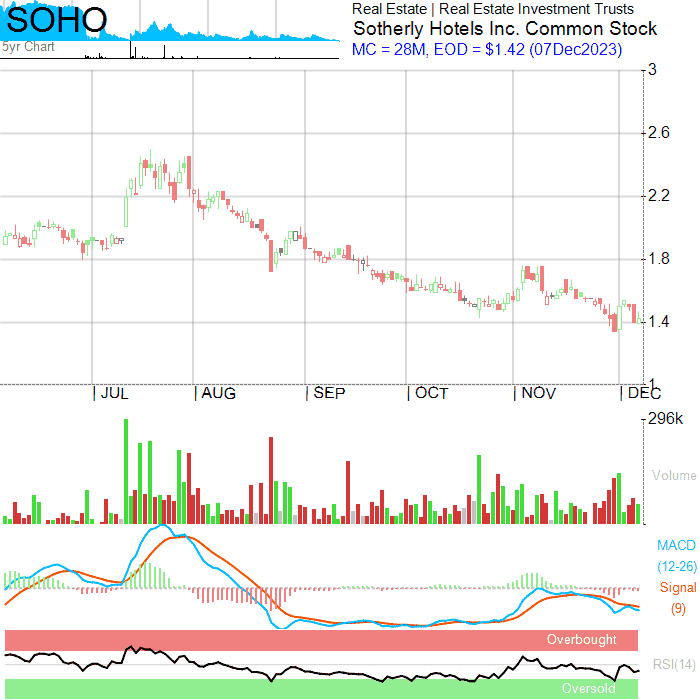 SOHO
5yr Chart
Real Estate | Real Estate Investment Trusts
Sotherly Hotels Inc. Common Stock
MC = 28M, EOD = $1.42 (07Dec2023)
3
2.6
2.2
1.8
1.4
1
JUL AUG SEP OCT NOV DEC
296k
Volume
MACD
(12-26)
Signal
(9)
Overbought
RSI(14)
Oversold